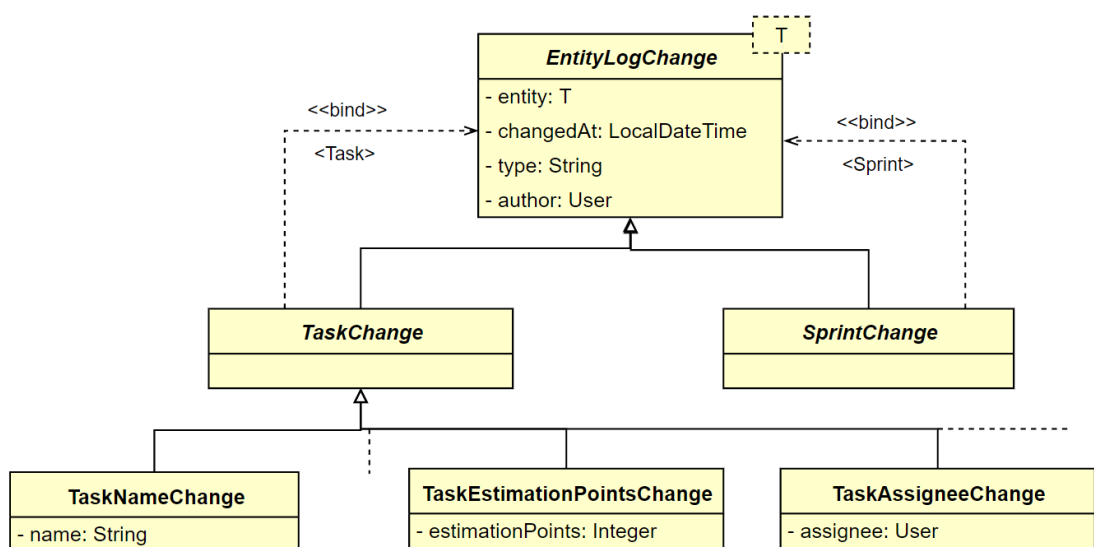 T
EntityLogChange
- entity: T
- changedAt: LocalDateTime
- type: String
- author: User
<<bind>>
<Task>
<<bind>>
<Sprint>
TaskChange
SprintChange
TaskNameChange
- name: String
TaskEstimationPointsChange
- estimationPoints: Integer
TaskAssigneeChange
- assignee: User